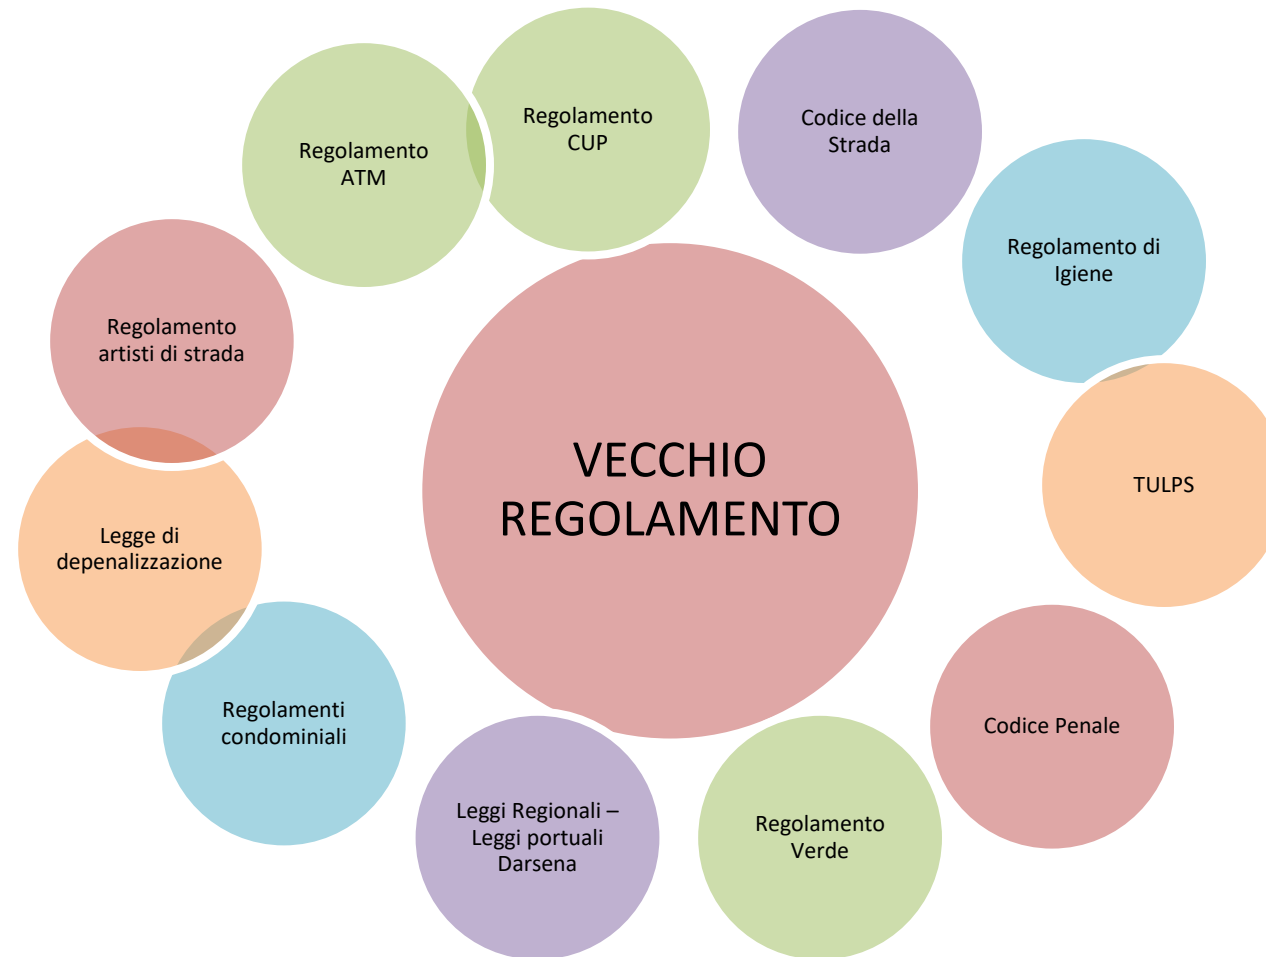 Regolamento
CUP
Codice della
Strada
Regolamento
ATM
Regolamento di
Igiene
Regolamento
artisti di strada
VECCHIO
REGOLAMENTO
TULPS
Legge di
depenalizzazione
Regolamenti
condominiali
Codice Penale
Leggi Regionali –
Leggi portuali
Darsena
Regolamento
Verde